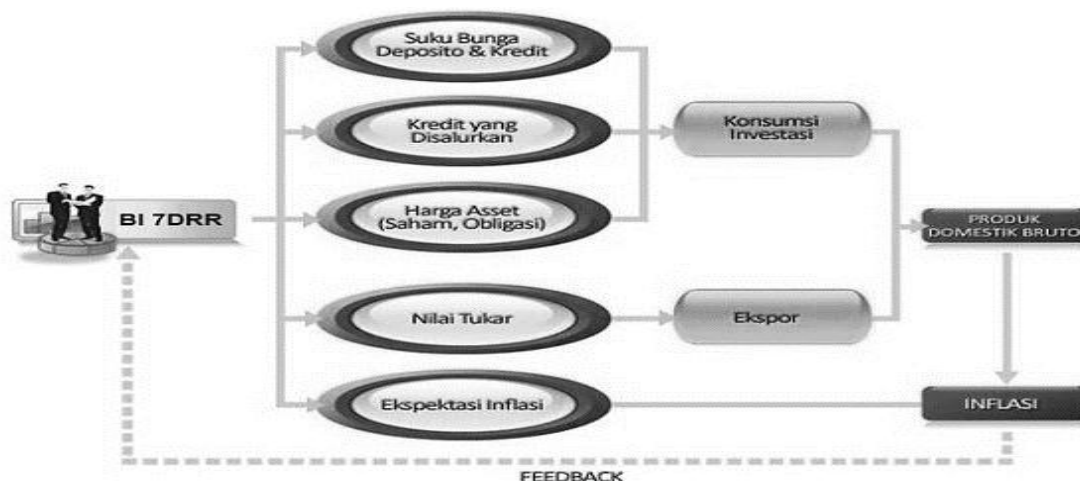 Suku Bunga
Deposito & Kredit
Kredit yang
Disalurkan
Konsumsi
Investasi
BI 7DRR
Harga Asset
(Saham, Obligasi)
PRODUK
DOMESTIK BRUTO
Nilai Tukar
Ekspor
Ekspektasi Inflasi
INFLASI
FEEDBACK